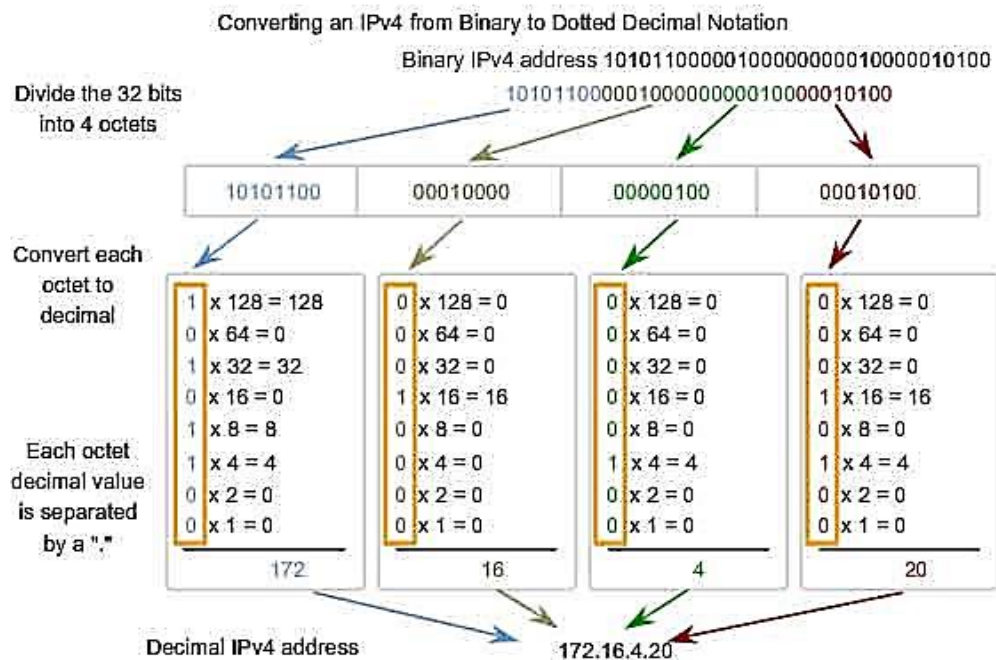 Converting an IPv4 from Binary to Dotted Decimal Notation
Binary IPv4 address 10101100000100000000010000010100
Divide the 32 bits
into 4 octets
10101100000100000000010000010100
10101100 00010000 00000100 00010100
Convert each
octet to
decimal
1 x 128 = 128
0 x 64 = 0
1 x 32 = 32
0 x 16 = 0
1 x 8 = 8
1 x 4 = 4
0 x 2 = 0
0 x 1 = 0
172
0 x 128 = 0
0 x 64 = 0
0 x 32 = 0
1 x 16 = 16
0 x 8 = 0
0 x 4 = 0
0 x 2 = 0
0 x 1 = 0
16
0 x 128 = 0
0 x 64 = 0
0 x 32 = 0
0 x 16 = 0
0 x 8 = 0
1 x 4 = 4
0 x 2 = 0
0 x 1 = 0
4
0 x 128 = 0
0 x 64 = 0
0 x 32 = 0
1 x 16 = 16
0 x 8 = 0
1 x 4 = 4
0 x 2 = 0
0 x 1 = 0
20
Each octet
decimal value
is separated
by a "."
Decimal IPv4 address
172.16.4.20